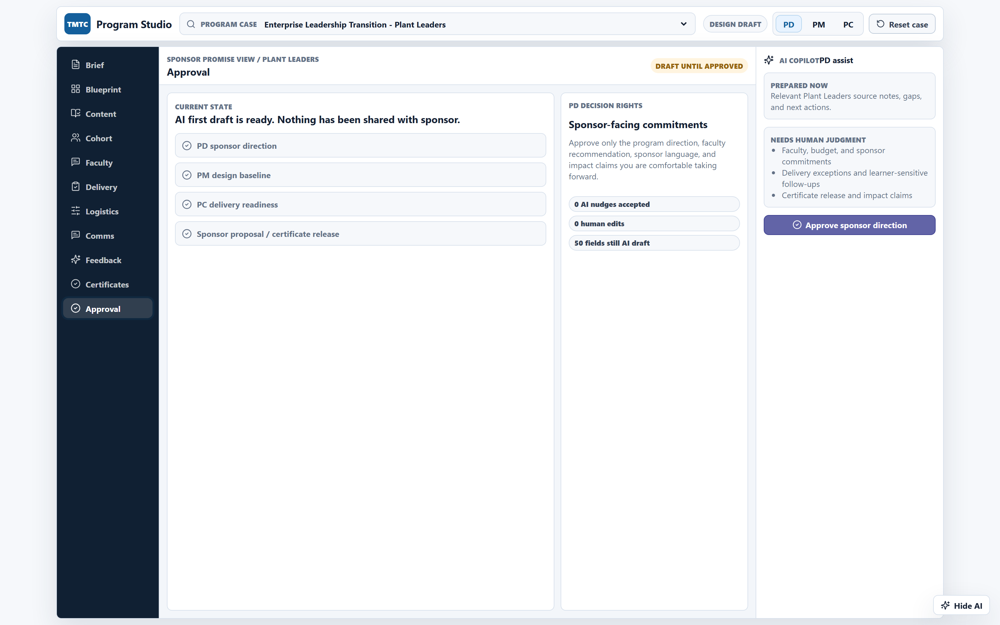 TMTC
Program Studio
PROGRAM CASE
Enterprise Leadership Transition - Plant Leaders
DESIGN DRAFT
PD
PM
PC
Reset case
Brief
Blueprint
Content
Cohort
Faculty
Delivery
Logistics
Comms
Feedback
Certificates
Approval
SPONSOR PROMISE VIEW / PLANT LEADERS
Approval
DRAFT UNTIL APPROVED
CURRENT STATE
AI first draft is ready. Nothing has been shared with sponsor.
PD sponsor direction
PM design baseline
PC delivery readiness
Sponsor proposal / certificate release
PD DECISION RIGHTS
Sponsor-facing commitments
Approve only the program direction, faculty
recommendation, sponsor language, and
impact claims you are comfortable taking
forward.
0 AI nudges accepted
0 human edits
50 fields still AI draft
AI COPILOTPD assist
PREPARED NOW
Relevant Plant Leaders source notes, gaps,
and next actions.
NEEDS HUMAN JUDGMENT
Faculty, budget, and sponsor
commitments
Delivery exceptions and learner-sensitive
follow-ups
Certificate release and impact claims
Approve sponsor direction
Hide AI